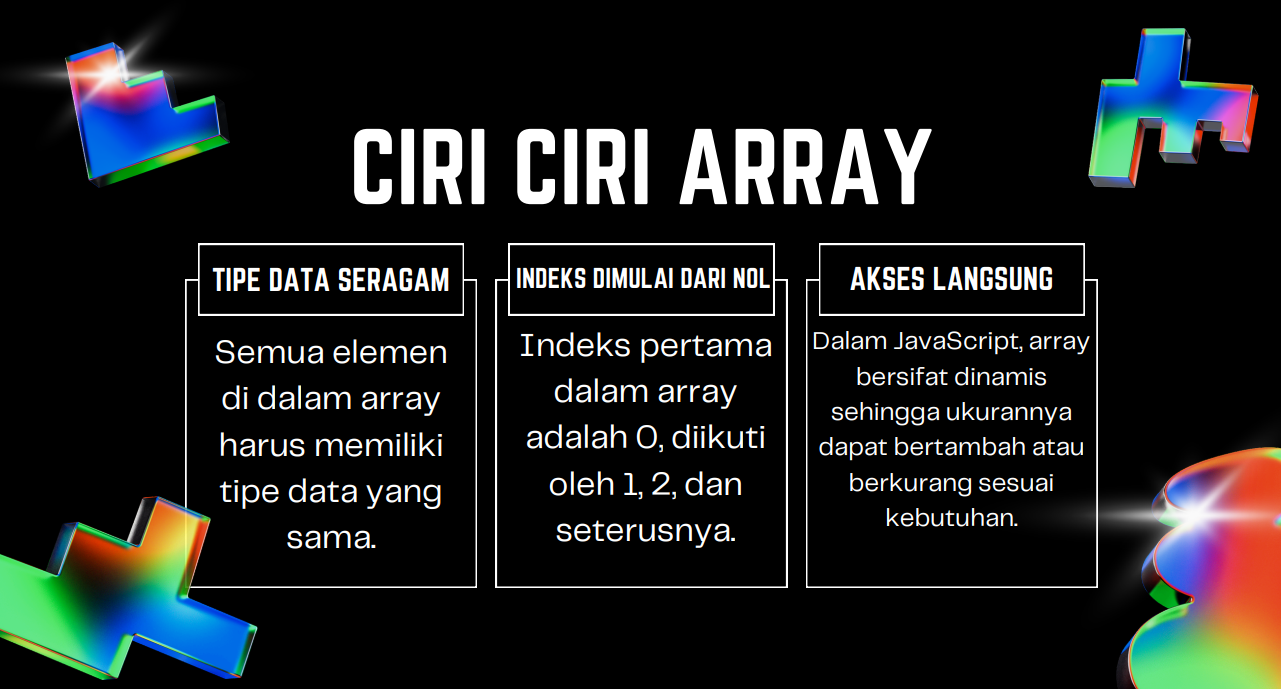 CIRI CIRI ARRAY
TIPE DATA SERAGAM
Semua elemen
di dalam array
harus memiliki
tipe data yang
sama.
INDEKS DIMULAI DARI NOL
Indeks pertama
dalam array
adalah 0, diikuti
oleh 1, 2, dan
seterusnya.
AKSES LANGSUNG
Dalam JavaScript, array
bersifat dinamis
sehingga ukurannya
dapat bertambah atau
berkurang sesuai
kebutuhan.